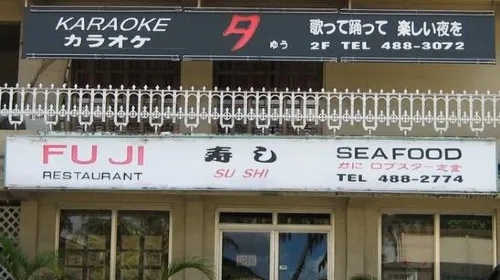 KARAOKE
カラオケ
夕
ゆう
歌って踊って 楽しい夜を
2F TEL 488-3072
FUJI
RESTAURANT
寿し
SU SHI
SEAFOOD
かに ロブスター 定食
TEL 488-2774